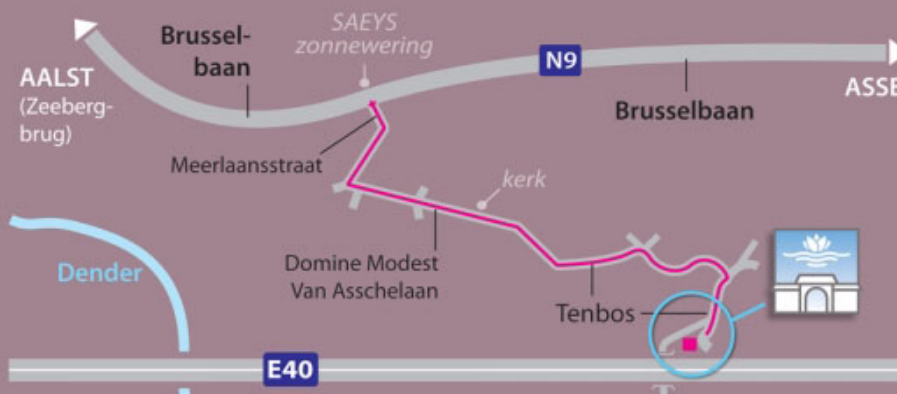 SAEYS
zonnewering
Brussel-
baan
N9
AALST
(Zeeberg-
brug)
ASSE
Brusselbaan
Meerlaansstraat
kerk
Dender
Domine Modest
Van Asschelaan
Tenbos
E40